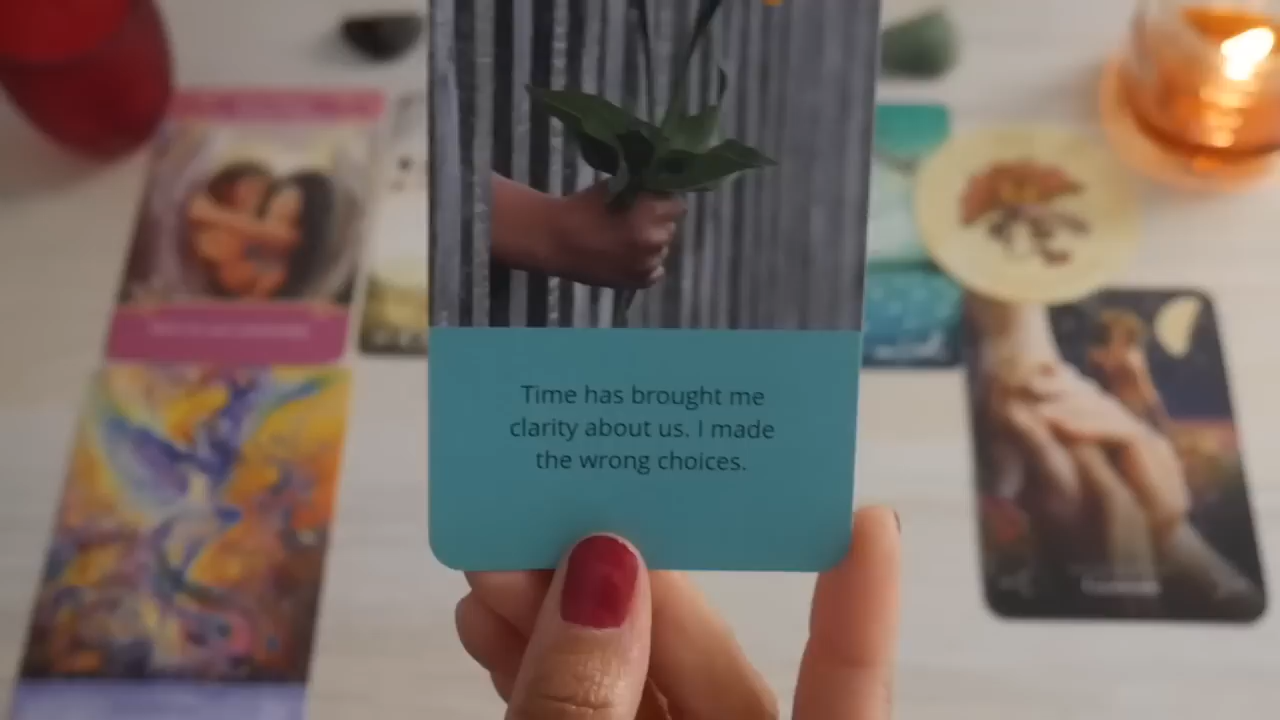 Time has brought me
clarity about us. I made
the wrong choices.